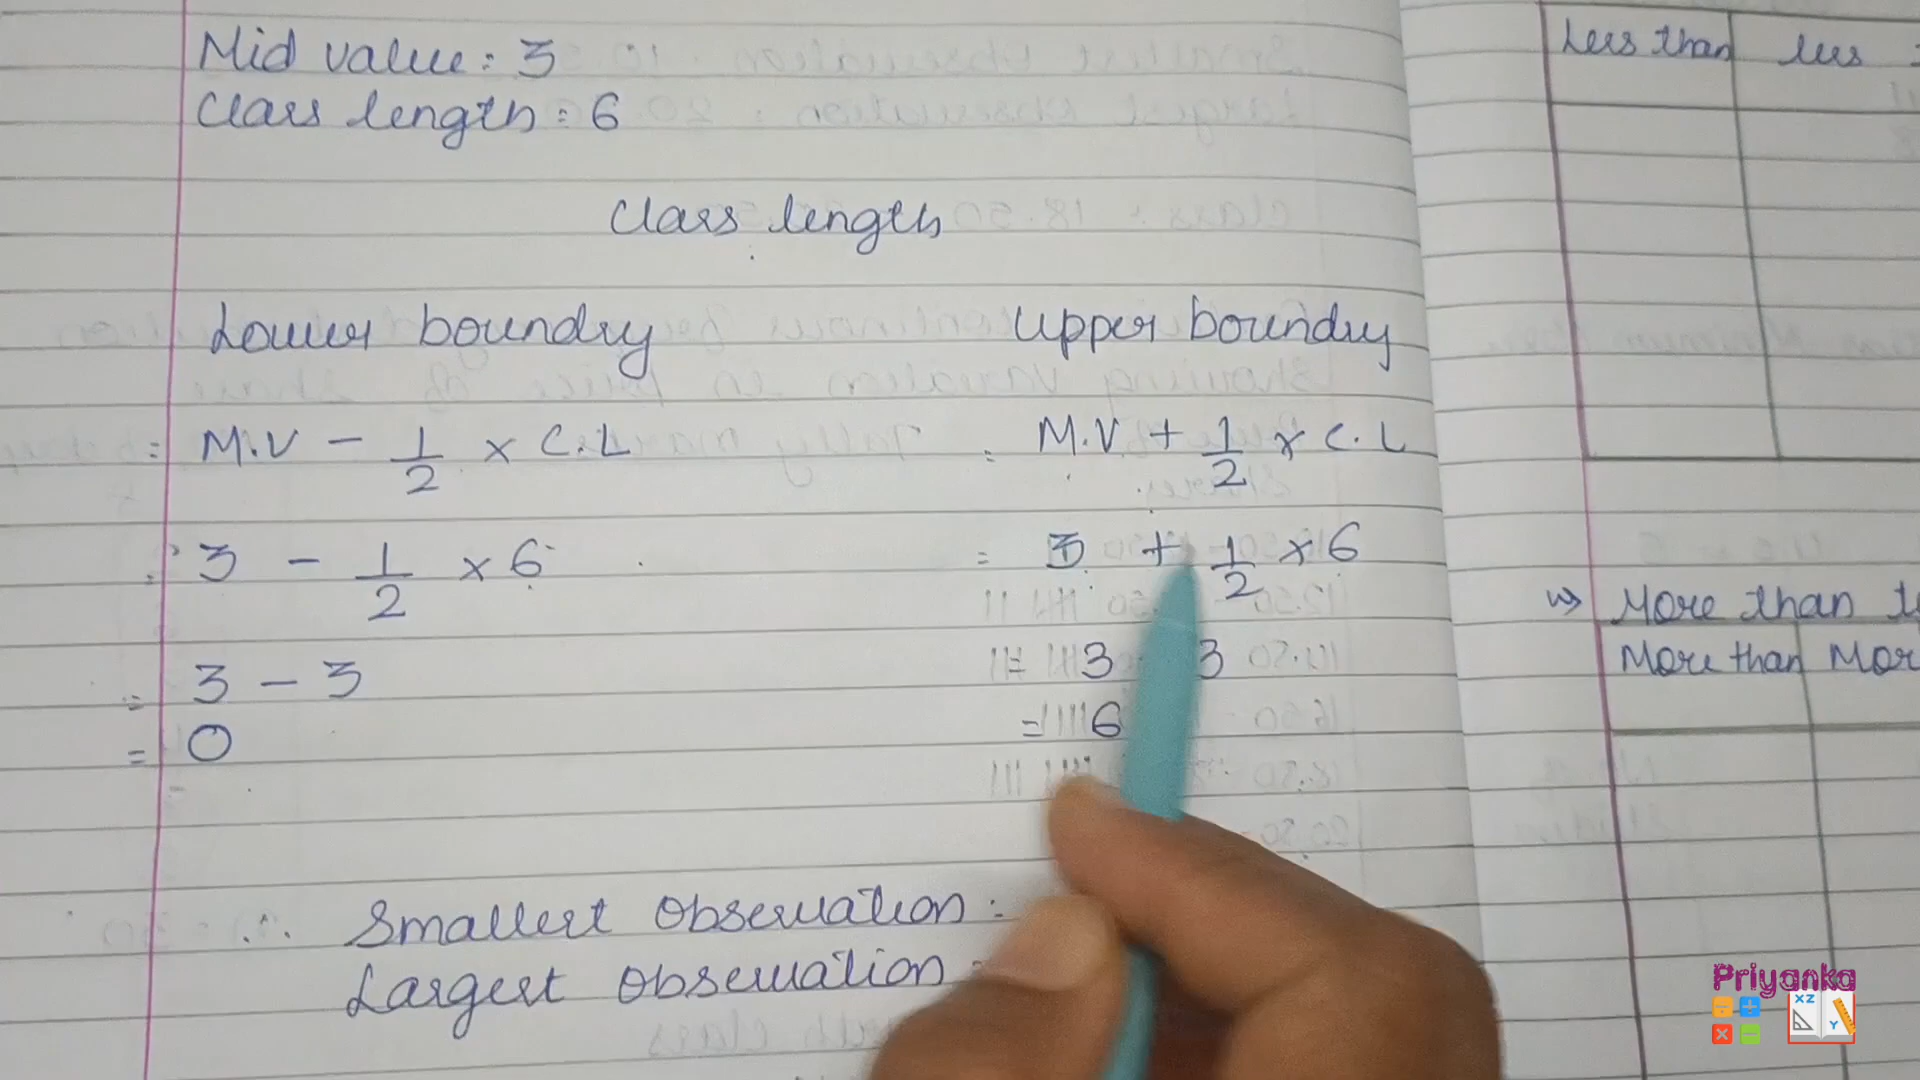 Mid value: 3
Class length: 6
Class length
Lower boundry
= M.V - 1/2 x C.L
= 3 - 1/2 x 6
= 3 - 3
= 0
Upper boundry
= M.V + 1/2 x C.L
= 3 + 1/2 x 6
= 3 3
= 6
∴ Smallest Observation:
Largest Observation
Less than
More than
More than
Priyanka
XZ
Y